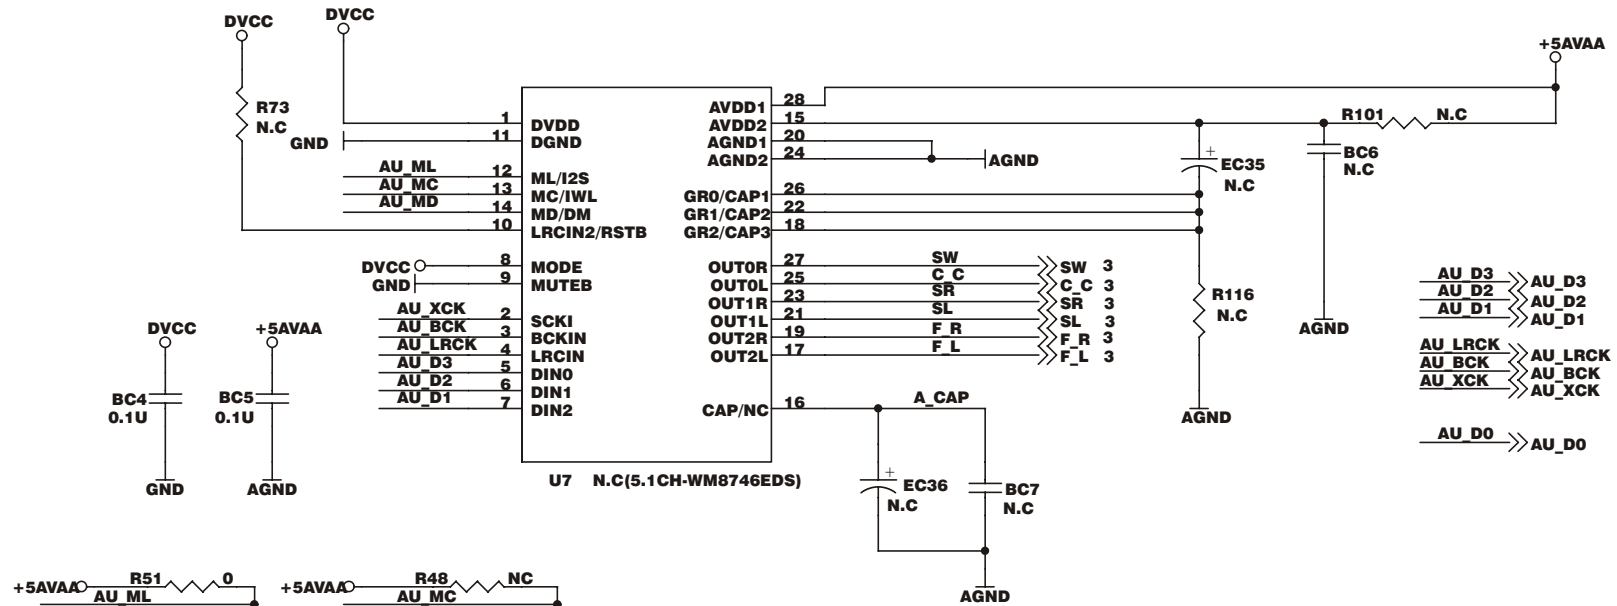 DVCC
DVCC
+5AVAA
R73
N.C
GND
1 DVDD
11 DGND
AU_ML 12 ML/I2S
AU_MC 13 MC/IWL
AU_MD 14 MD/DM
10 LRCIN2/RSTB
DVCC 8 MODE
GND 9 MUTEB
AU_XCK 2 SCKI
AU_BCK 3 BCKIN
AU_LRCK 4 LRCIN
AU_D3 5 DIN0
AU_D2 6 DIN1
AU_D1 7 DIN2
AVDD1 28
AVDD2 15
AGND1 20
AGND2 24
AGND
GR0/CAP1 26
GR1/CAP2 22
GR2/CAP3 18
OUT0R 27 SW SW 3
OUT0L 25 C_C C_C 3
OUT1R 23 SR SR 3
OUT1L 21 SL SL 3
OUT2R 19 F_R F_R 3
OUT2L 17 F_L F_L 3
CAP/NC 16 A_CAP
U7 N.C(5.1CH-WM8746EDS)
R101 N.C
+
EC35
N.C
BC6
N.C
R116
N.C
AGND
AGND
AU_D3 AU_D3
AU_D2 AU_D2
AU_D1 AU_D1
AU_LRCK AU_LRCK
AU_BCK AU_BCK
AU_XCK AU_XCK
AU_D0 AU_D0
DVCC
+5AVAA
BC4
0.1U
BC5
0.1U
GND
AGND
+
EC36
N.C
BC7
N.C
AGND
+5AVAA R51 0
AU_ML
+5AVAA R48 NC
AU_MC